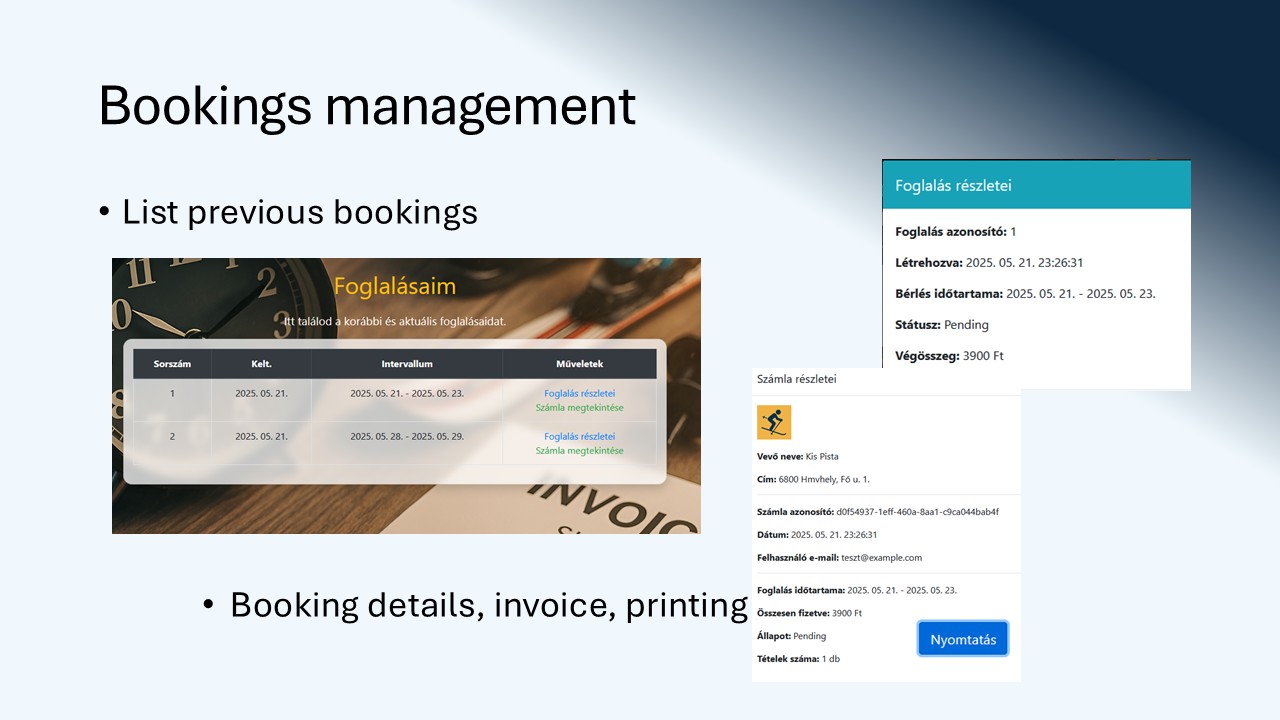 Bookings management
• List previous bookings
Foglalásaim
Itt találod a korábbi és aktuális foglalásaidat.
Sorszám Kelt. Intervallum Műveletek
1 2025. 05. 21. 2025. 05. 21. - 2025. 05. 23. Foglalás részletei
Számla megtekintése
2 2025. 05. 21. 2025. 05. 28. - 2025. 05. 29. Foglalás részletei
Számla megtekintése
• Booking details, invoice, printing
Foglalás részletei
Foglalás azonosító: 1
Létrehozva: 2025. 05. 21. 23:26:31
Bérlés időtartama: 2025. 05. 21. - 2025. 05. 23.
Státusz: Pending
Végösszeg: 3900 Ft
Számla részletei
Vevő neve: Kis Pista
Cím: 6800 Hmvhely, Fő u. 1.
Számla azonosító: d0f54937-1eff-460a-8aa1-c9ca044bab4f
Dátum: 2025. 05. 21. 23:26:31
Felhasználó e-mail: teszt@example.com
Foglalás időtartama: 2025. 05. 21. - 2025. 05. 23.
Összesen fizetve: 3900 Ft
Állapot: Pending
Tételek száma: 1 db
Nyomtatás